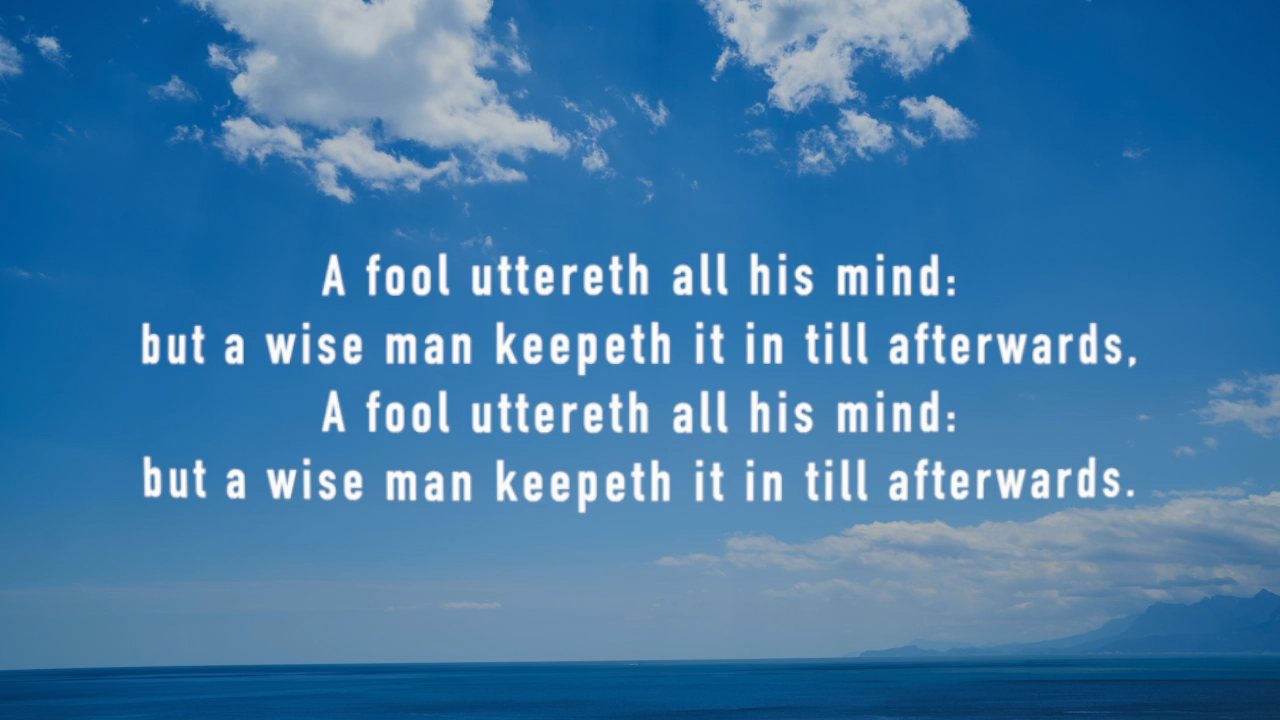 A fool uttereth all his mind:
but a wise man keepeth it in till afterwards,
A fool uttereth all his mind:
but a wise man keepeth it in till afterwards.